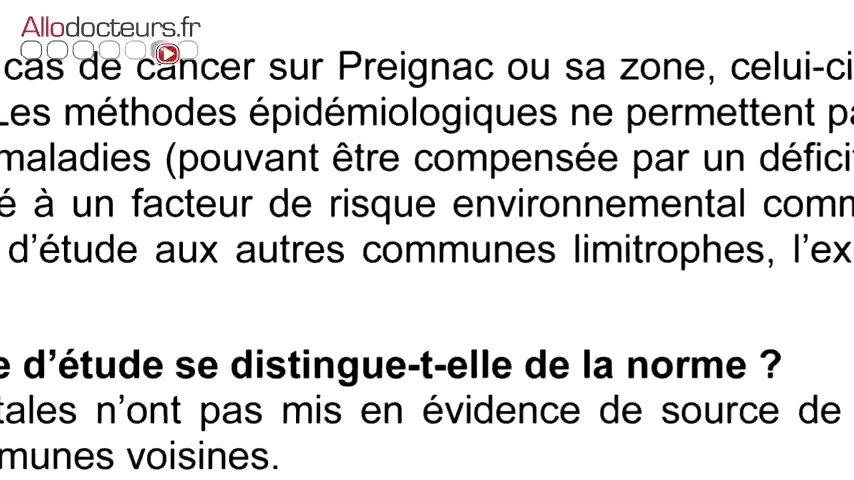 Allodocteurs.fr
cas de cancer sur Preignac ou sa zone, celui-ci
Les méthodes épidémiologiques ne permettent pa
maladies (pouvant être compensée par un défici
é à un facteur de risque environnemental comm
d’étude aux autres communes limitrophes, l’ex
e d’étude se distingue-t-elle de la norme ?
tales n’ont pas mis en évidence de source de
munes voisines.